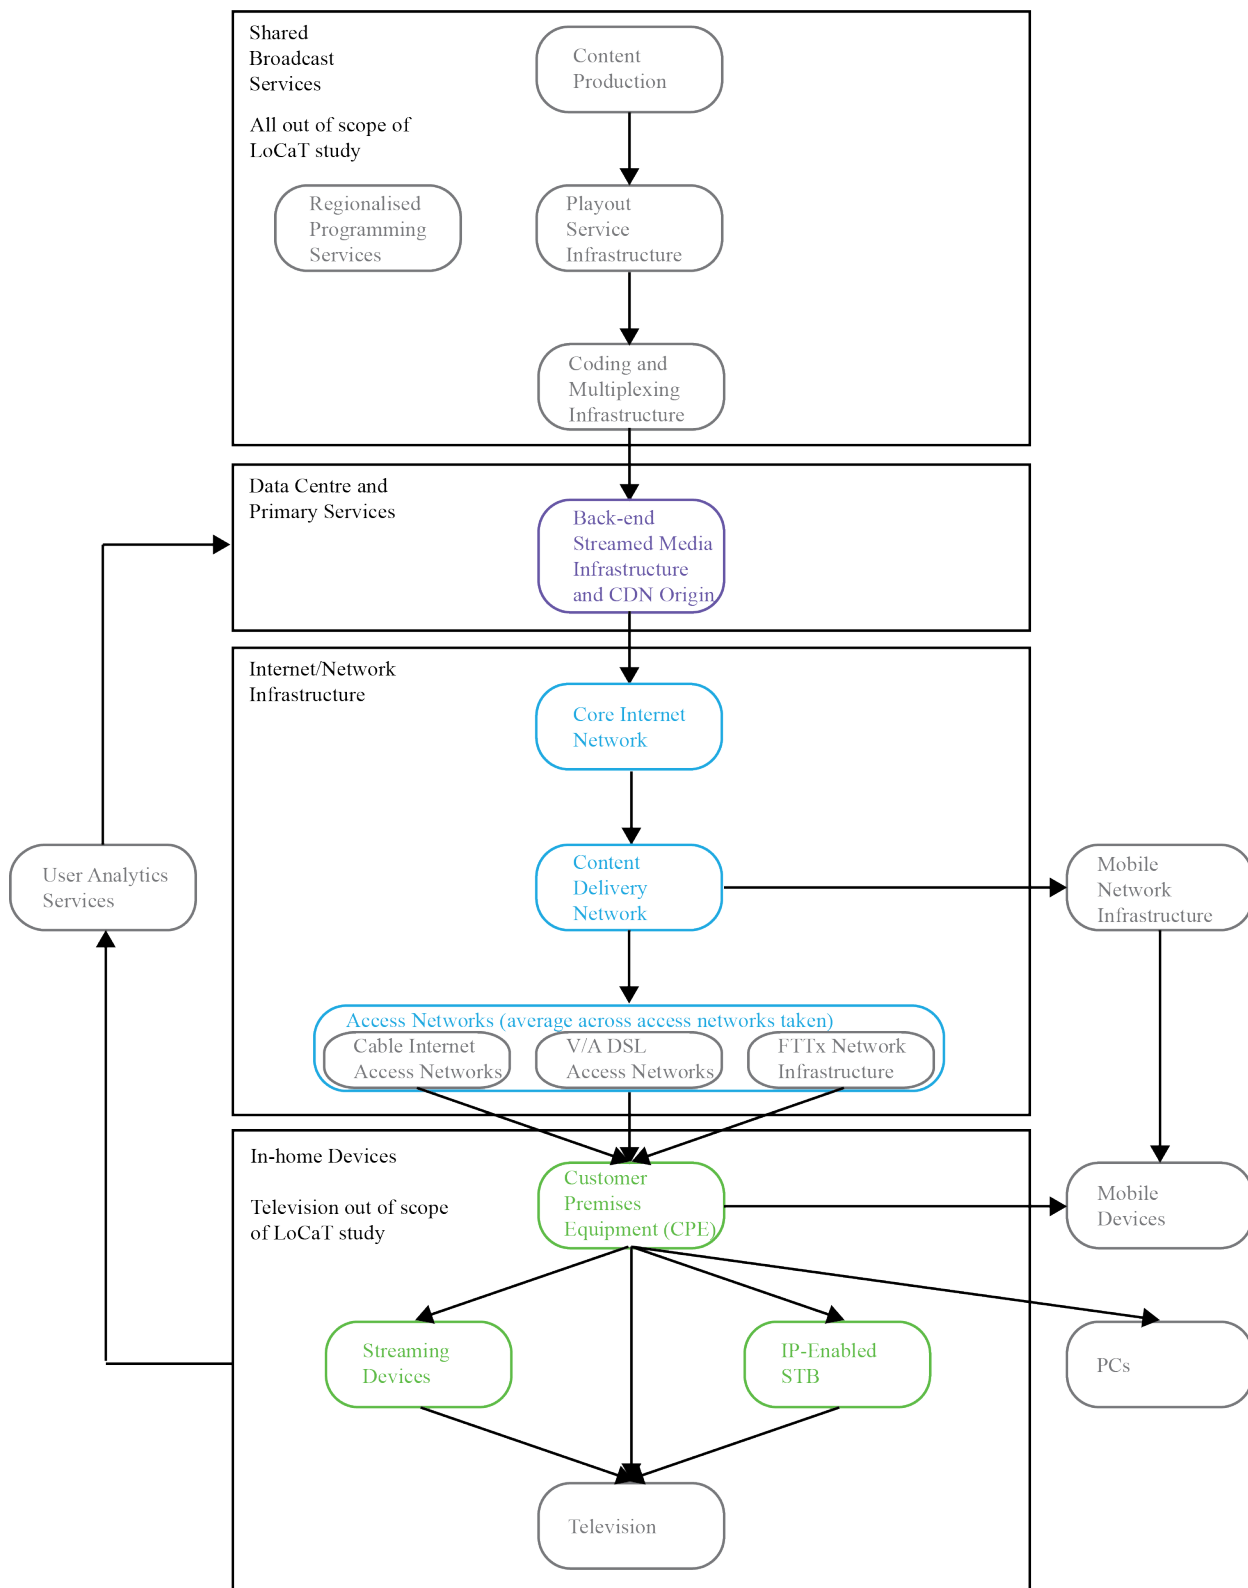 Shared
Broadcast
Services
All out of scope of
LoCaT study
Content
Production
Regionalised
Programming
Services
Playout
Service
Infrastructure
Coding and
Multiplexing
Infrastructure
Data Centre and
Primary Services
Back-end
Streamed Media
Infrastructure
and CDN Origin
Internet/Network
Infrastructure
Core Internet
Network
User Analytics
Services
Content
Delivery
Network
Mobile
Network
Infrastructure
Access Networks (average across access networks taken)
Cable Internet
Access Networks
V/A DSL
Access Networks
FTTx Network
Infrastructure
In-home Devices
Television out of scope
of LoCaT study
Customer
Premises
Equipment (CPE)
Mobile
Devices
Streaming
Devices
IP-Enabled
STB
PCs
Television